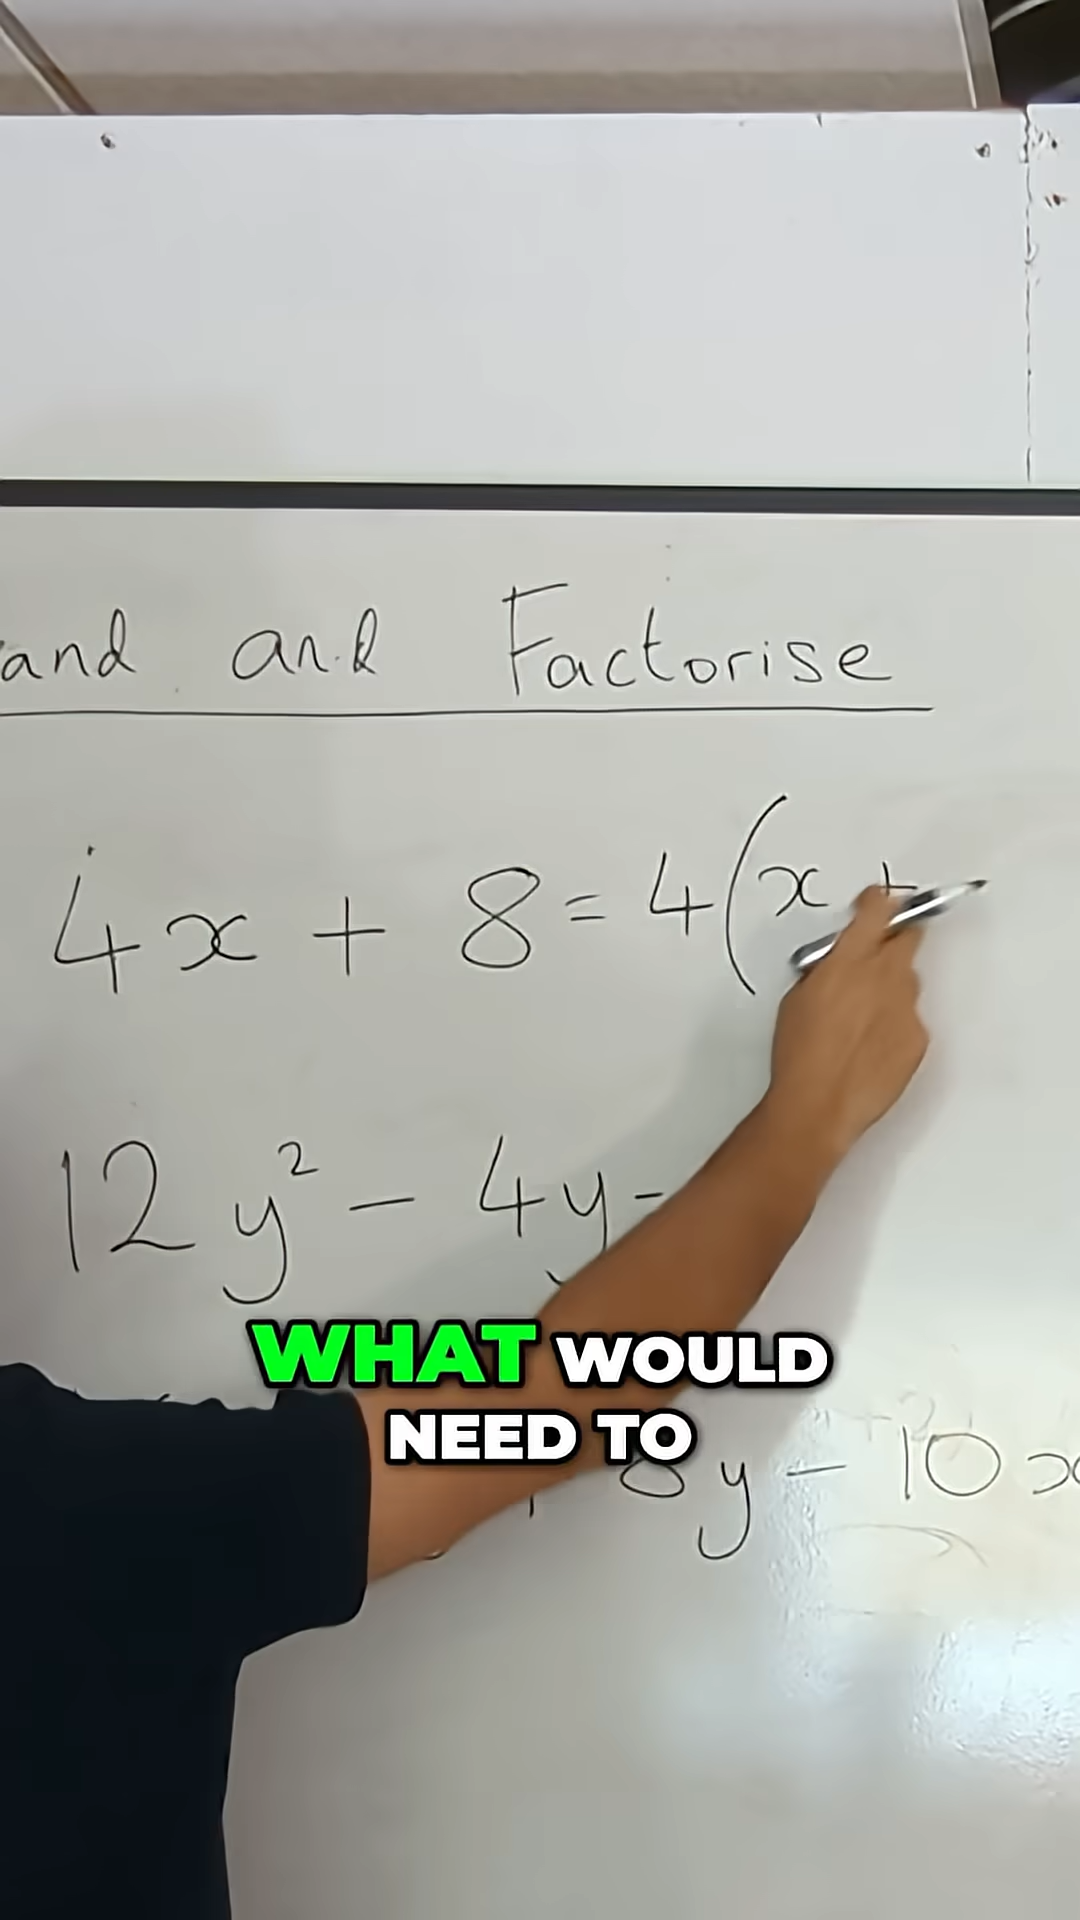 and and Factorise
4x + 8 = 4(x +
12y² - 4y -
WHAT WOULD
NEED TO
8y - 10x